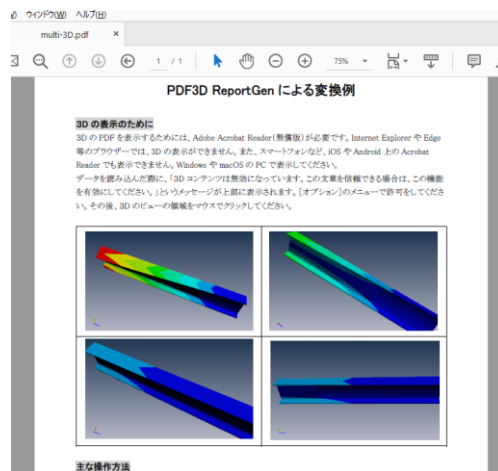 ウィンドウ(W) ヘルプ(H)
multi-3D.pdf ×
1 / 1 75%
PDF3D ReportGen による変換例
3D の表示のために
3D の PDF を表示するためには、Adobe Acrobat Reader(無償版)が必要です。Internet Explorer や Edge
等のブラウザーでは、3D の表示ができません。また、スマートフォンなど、iOS や Android 上の Acrobat
Reader でも表示できません。Windows や macOS の PC で表示してください。
データを読み込んだ際に、「3D コンテンツは無効になっています。この文章を信頼できる場合は、この機能
を有効にしてください。」というメッセージが上部に表示されます。[オプション]のメニューで許可をしてくださ
い。その後、3D のビューの領域をマウスでクリックしてください。
主な操作方法